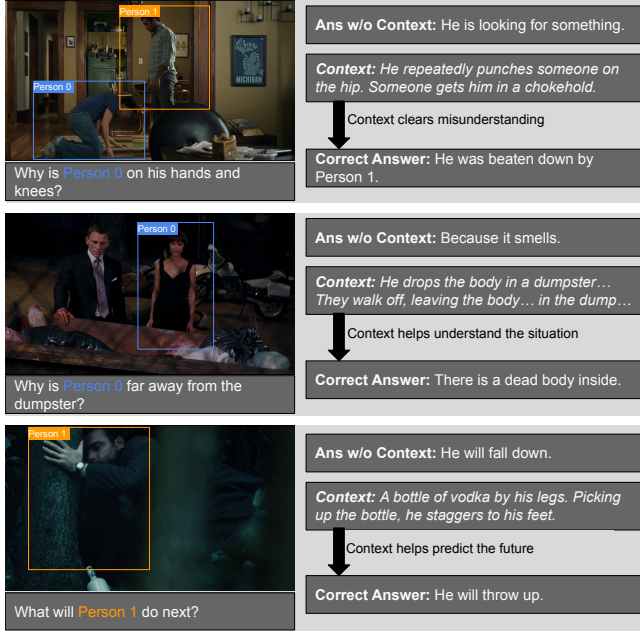 Person 1
Person 0
MICHIGAN
Why is Person 0 on his hands and
knees?
Ans w/o Context: He is looking for something.
Context: He repeatedly punches someone on
the hip. Someone gets him in a chokehold.
Context clears misunderstanding
Correct Answer: He was beaten down by
Person 1.
Person 0
Why is Person 0 far away from the
dumpster?
Ans w/o Context: Because it smells.
Context: He drops the body in a dumpster…
They walk off, leaving the body… in the dump…
Context helps understand the situation
Correct Answer: There is a dead body inside.
Person 1
What will Person 1 do next?
Ans w/o Context: He will fall down.
Context: A bottle of vodka by his legs. Picking
up the bottle, he staggers to his feet.
Context helps predict the future
Correct Answer: He will throw up.